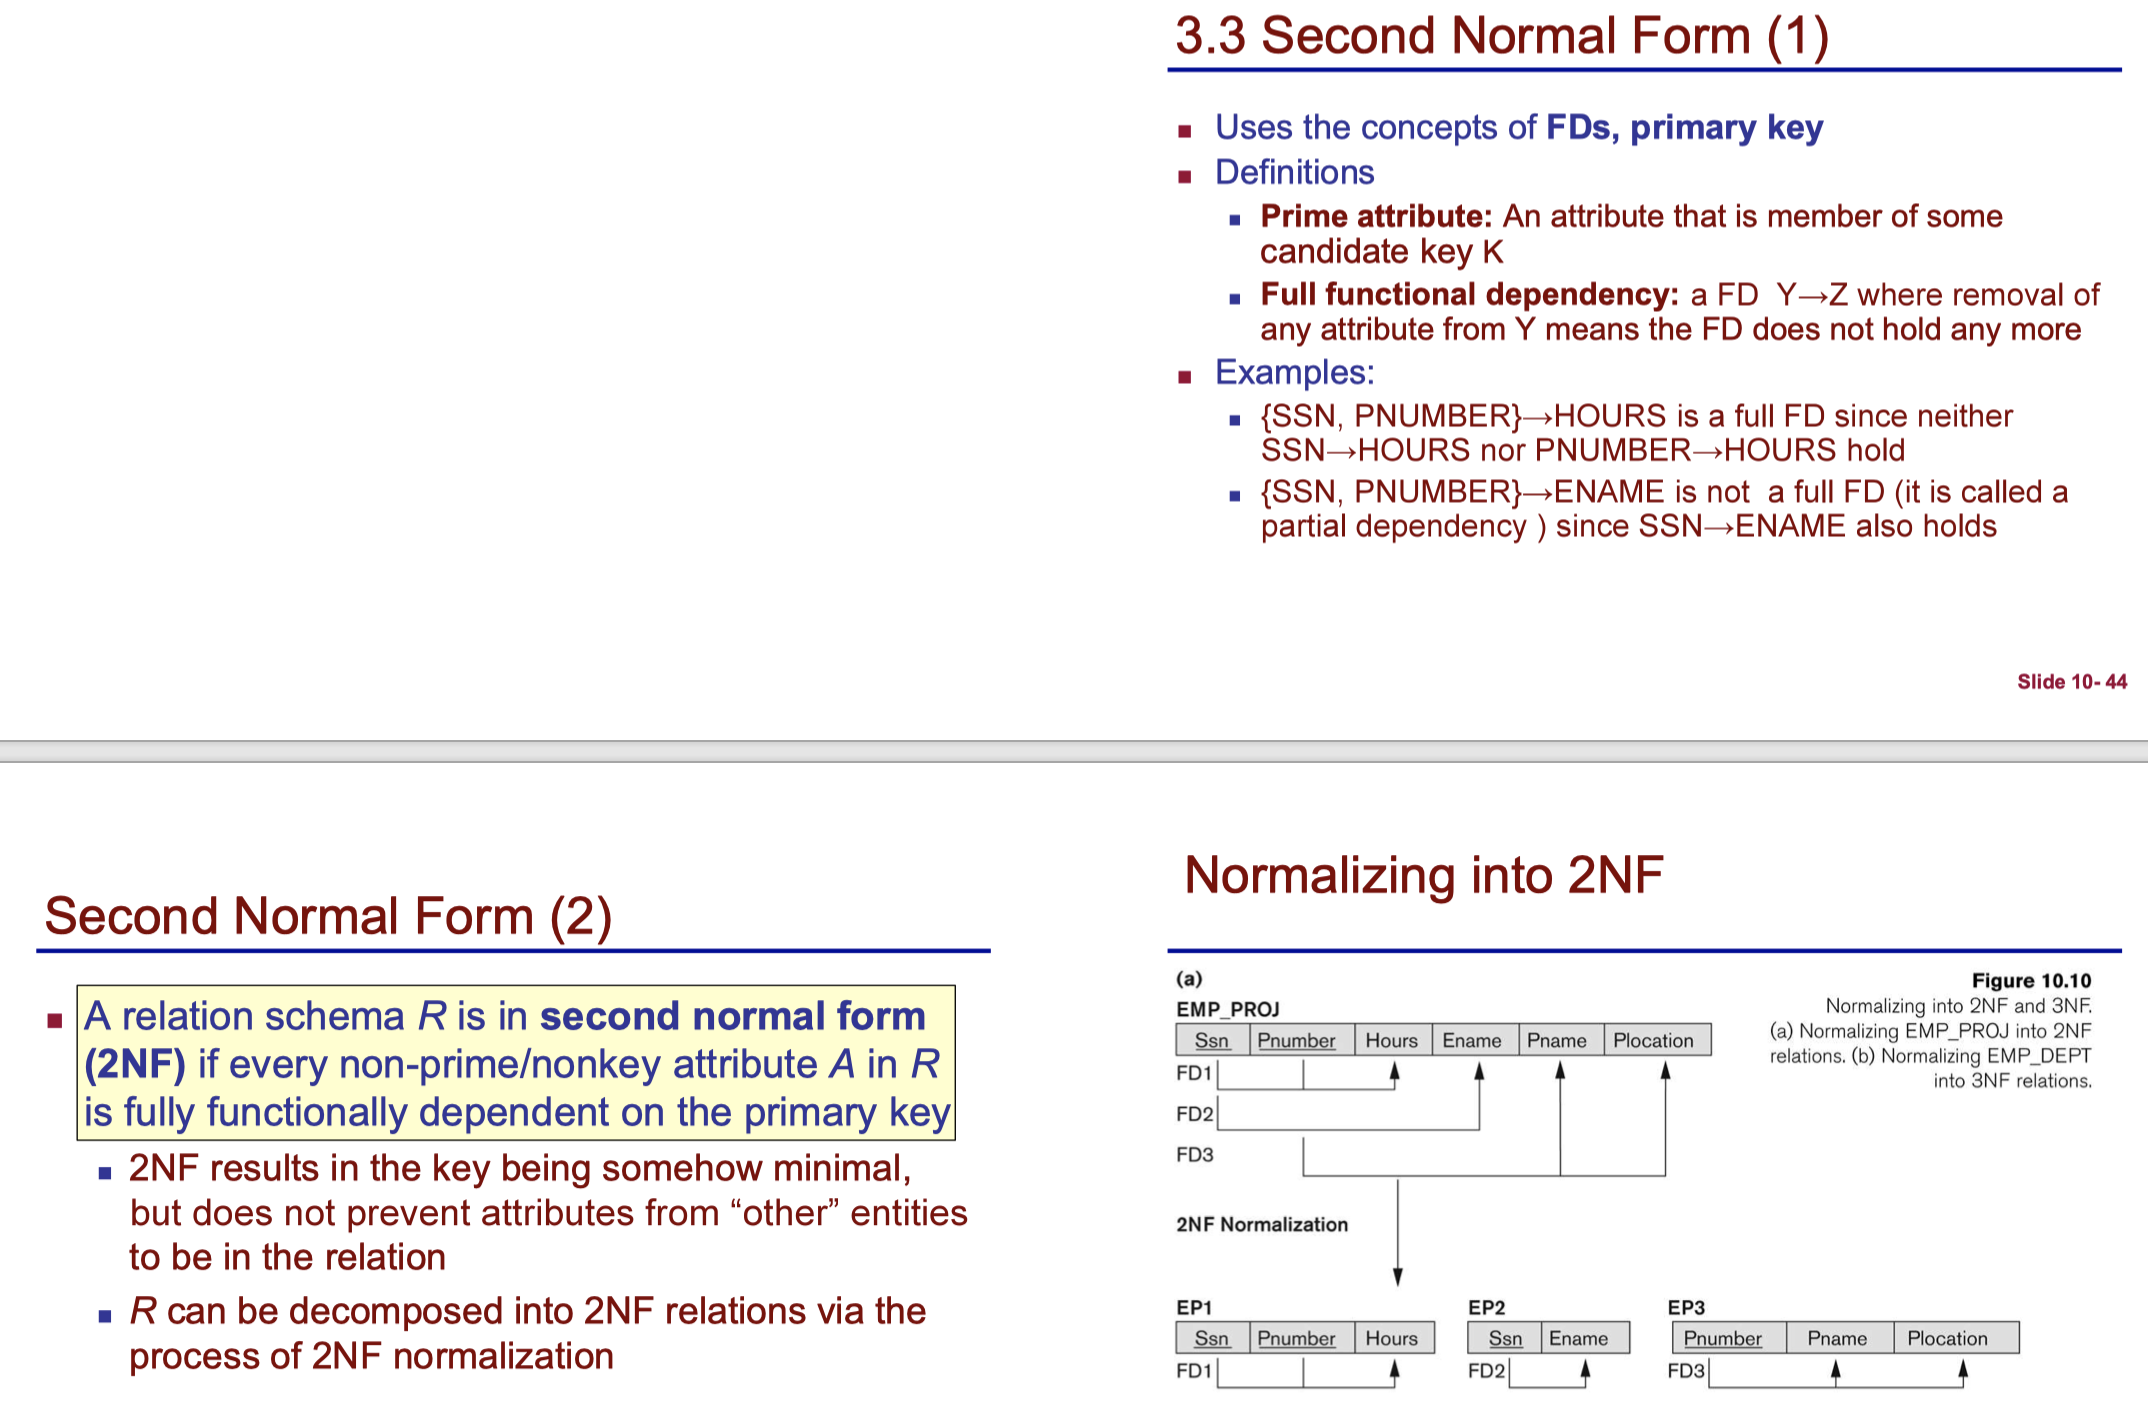 3.3 Second Normal Form (1)
Uses the concepts of FDs, primary key
Definitions
Prime attribute: An attribute that is member of some
candidate key K
Full functional dependency: a FD Y→Z where removal of
any attribute from Y means the FD does not hold any more
Examples:
{SSN, PNUMBER}→HOURS is a full FD since neither
SSN→HOURS nor PNUMBER→HOURS hold
{SSN, PNUMBER}→ENAME is not a full FD (it is called a
partial dependency ) since SSN→ENAME also holds
Slide 10- 44
Second Normal Form (2)
A relation schema R is in second normal form
(2NF) if every non-prime/nonkey attribute A in R
is fully functionally dependent on the primary key
2NF results in the key being somehow minimal,
but does not prevent attributes from “other” entities
to be in the relation
R can be decomposed into 2NF relations via the
process of 2NF normalization
Normalizing into 2NF
(a)
EMP_PROJ
Ssn Pnumber Hours Ename Pname Plocation
FD1
FD2
FD3
Figure 10.10
Normalizing into 2NF and 3NF.
(a) Normalizing EMP_PROJ into 2NF
relations. (b) Normalizing EMP_DEPT
into 3NF relations.
2NF Normalization
EP1
Ssn Pnumber Hours
FD1
EP2
Ssn Ename
FD2
EP3
Pnumber Pname Plocation
FD3